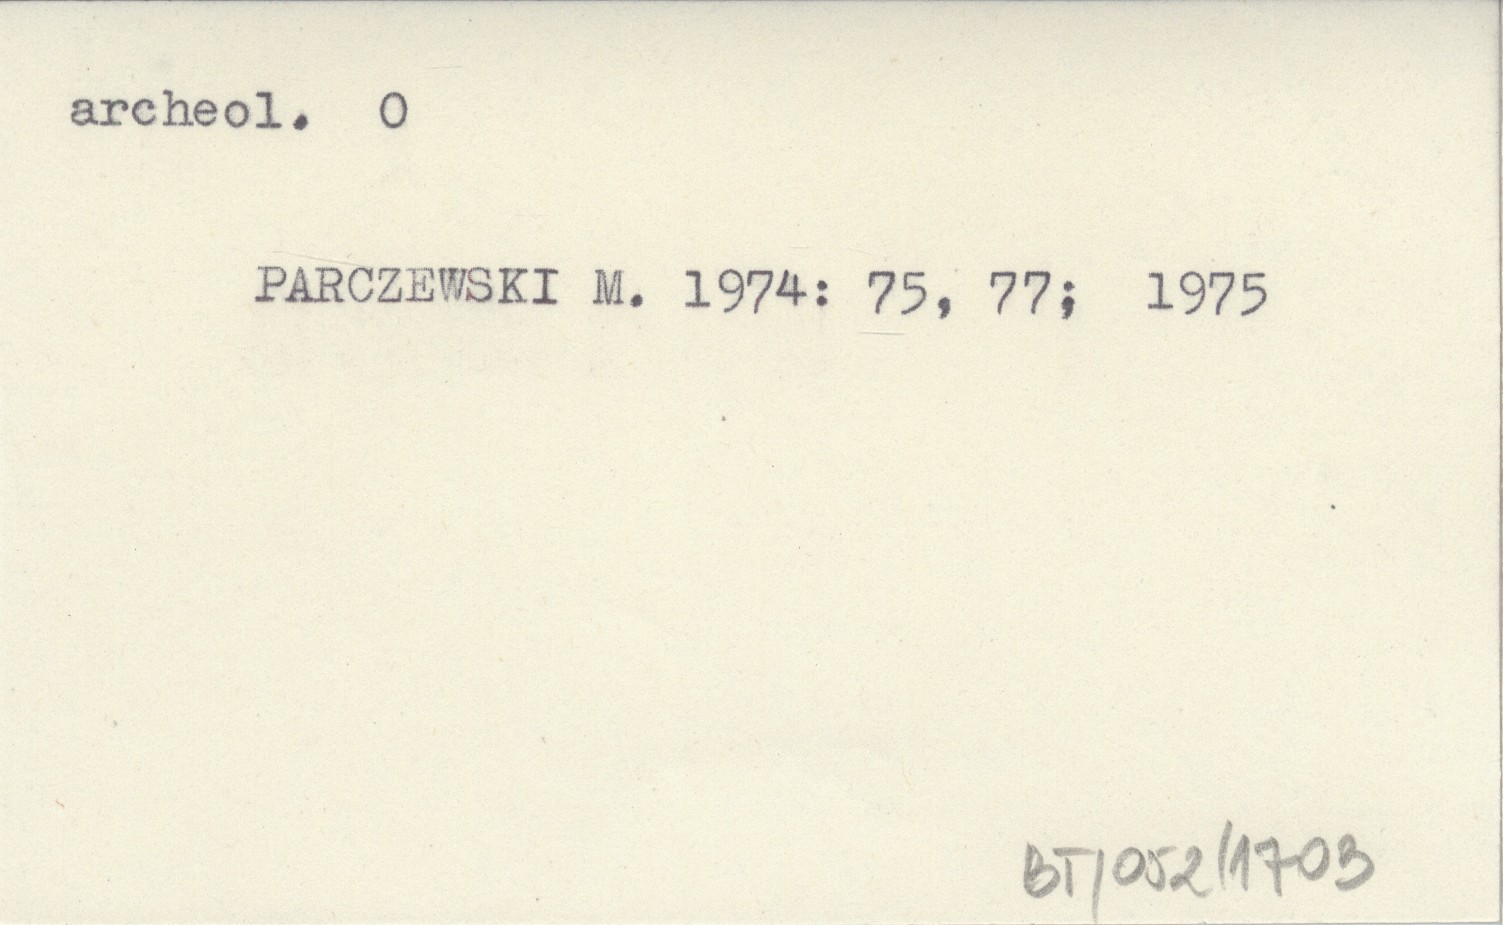 archeol. O
PARCZEWSKI M. 1974: 75, 77; 1975
BT/052/1703